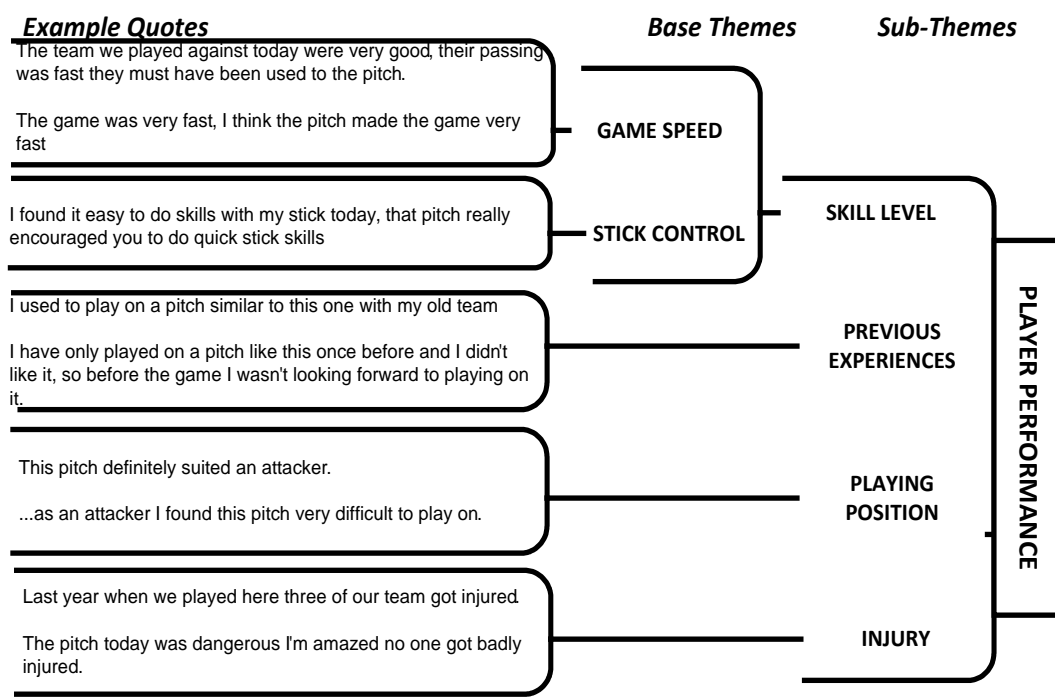 Example Quotes
Base Themes
Sub-Themes
The team we played against today were very good, their passing
was fast they must have been used to the pitch.
The game was very fast, I think the pitch made the game very
fast
GAME SPEED
I found it easy to do skills with my stick today, that pitch really
encouraged you to do quick stick skills
STICK CONTROL
SKILL LEVEL
I used to play on a pitch similar to this one with my old team
I have only played on a pitch like this once before and I didn't
like it, so before the game I wasn't looking forward to playing on
it.
PREVIOUS
EXPERIENCES
This pitch definitely suited an attacker.
...as an attacker I found this pitch very difficult to play on.
PLAYING
POSITION
Last year when we played here three of our team got injured.
The pitch today was dangerous I'm amazed no one got badly
injured.
INJURY
PLAYER PERFORMANCE